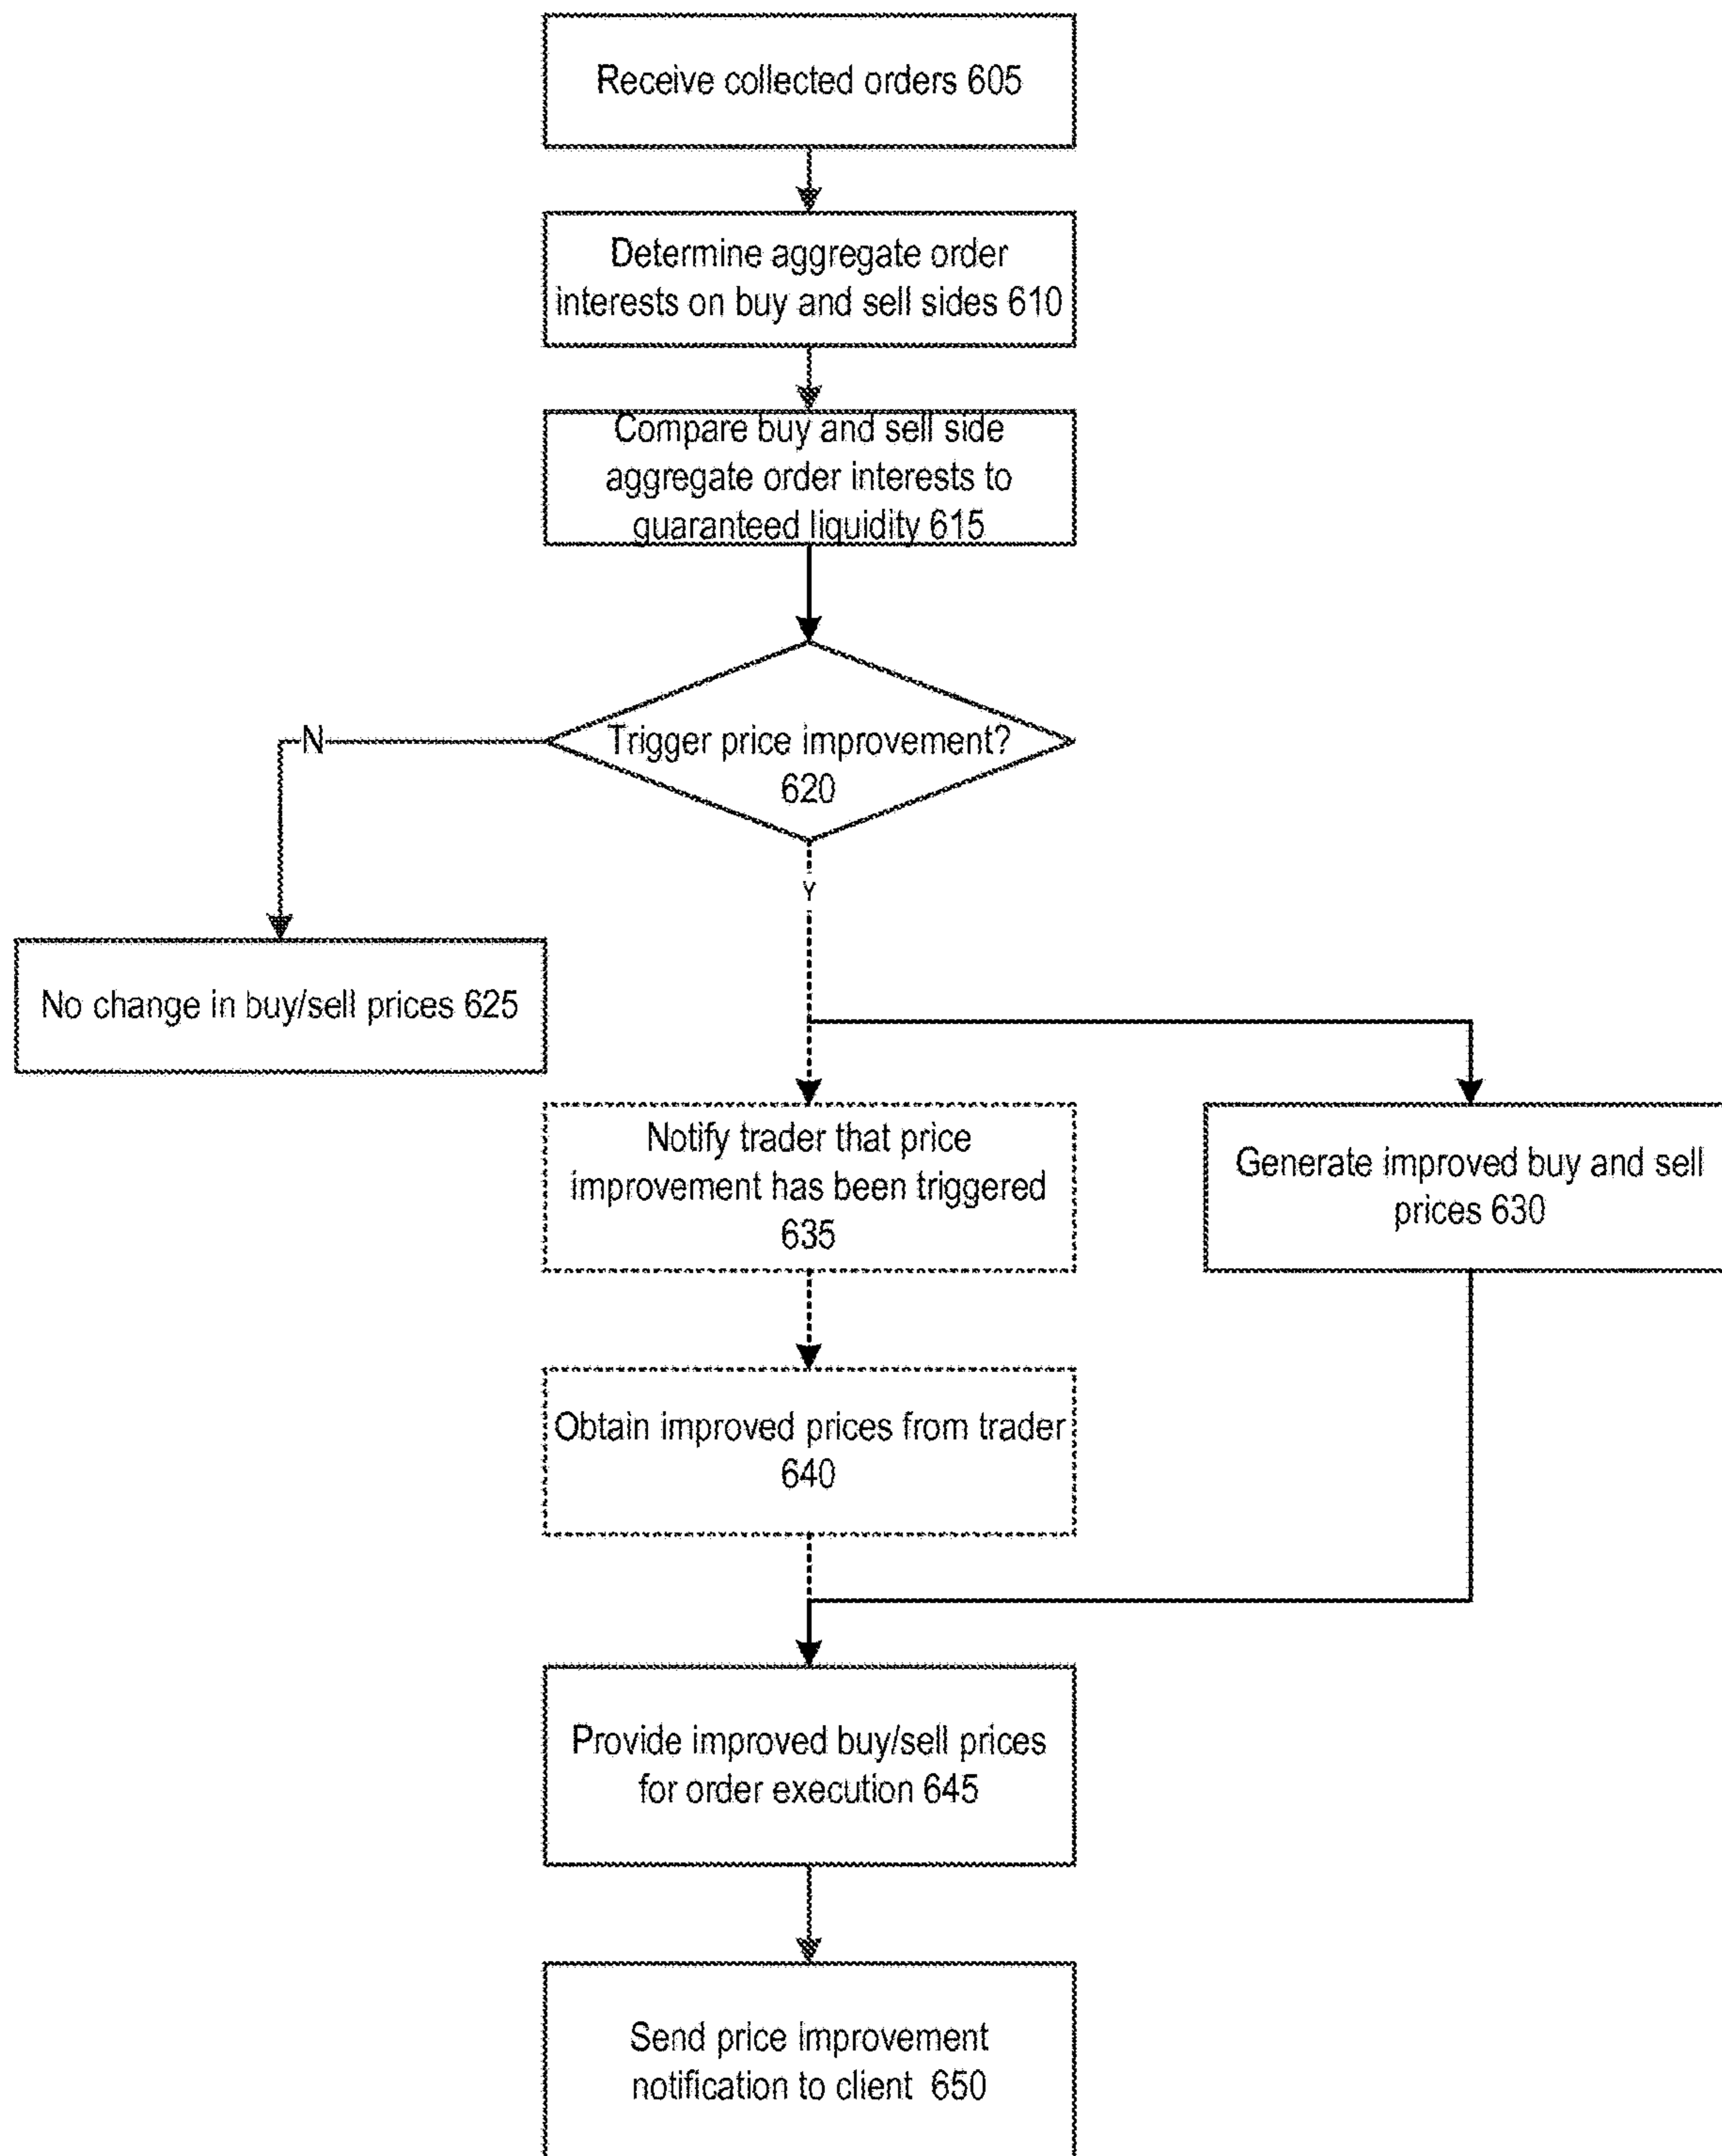 Receive collected orders 605
Determine aggregate order
interests on buy and sell sides 610
Compare buy and sell side
aggregate order interests to
guaranteed liquidity 615
Trigger price improvement?
620
N
Y
No change in buy/sell prices 625
Notify trader that price
improvement has been triggered
635
Generate improved buy and sell
prices 630
Obtain improved prices from trader
640
Provide improved buy/sell prices
for order execution 645
Send price improvement
notification to client 650